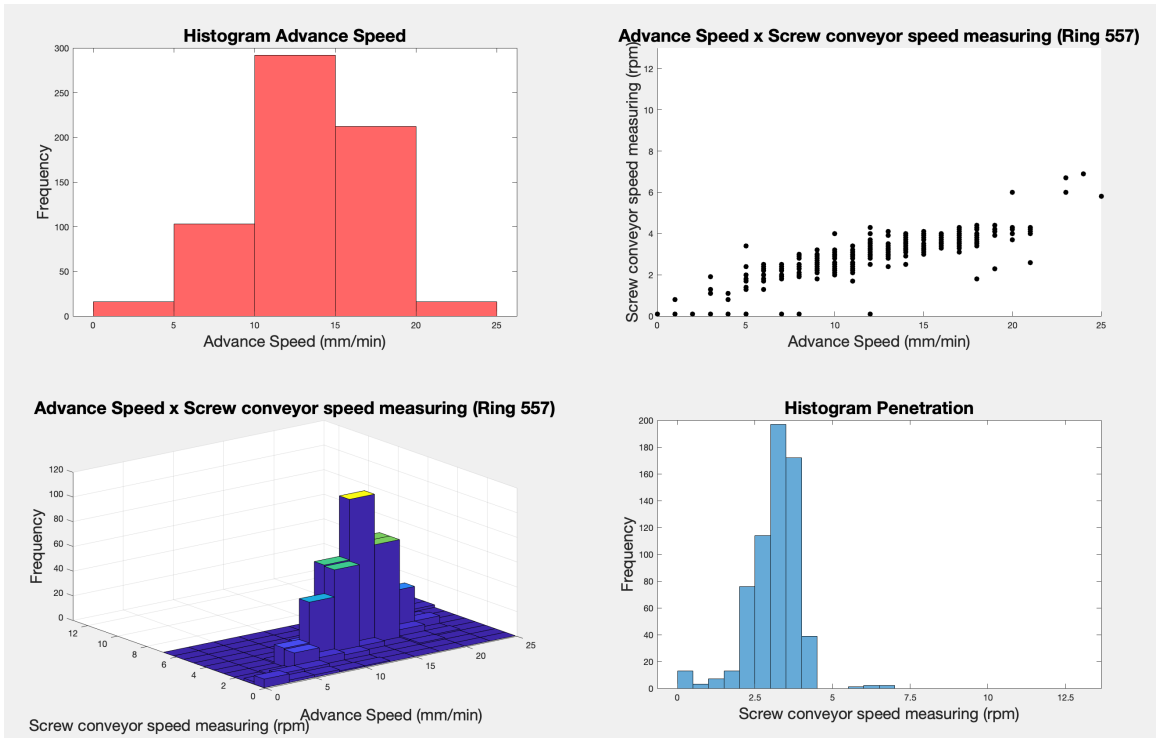 Histogram Advance Speed
300
250
200
150
100
50
0
Frequency
0 5 10 15 20 25
Advance Speed (mm/min)
Advance Speed x Screw conveyor speed measuring (Ring 557)
12
10
8
6
4
2
0
Screw conveyor speed measuring (rpm)
0 5 10 15 20 25
Advance Speed (mm/min)
Advance Speed x Screw conveyor speed measuring (Ring 557)
120
100
80
60
40
20
0
Frequency
12 10 8 6 4 2 0
0 5 10 15 20 25
Advance Speed (mm/min)
Screw conveyor speed measuring (rpm)
Histogram Penetration
200
180
160
140
120
100
80
60
40
20
0
Frequency
0 2.5 5 7.5 10 12.5
Screw conveyor speed measuring (rpm)